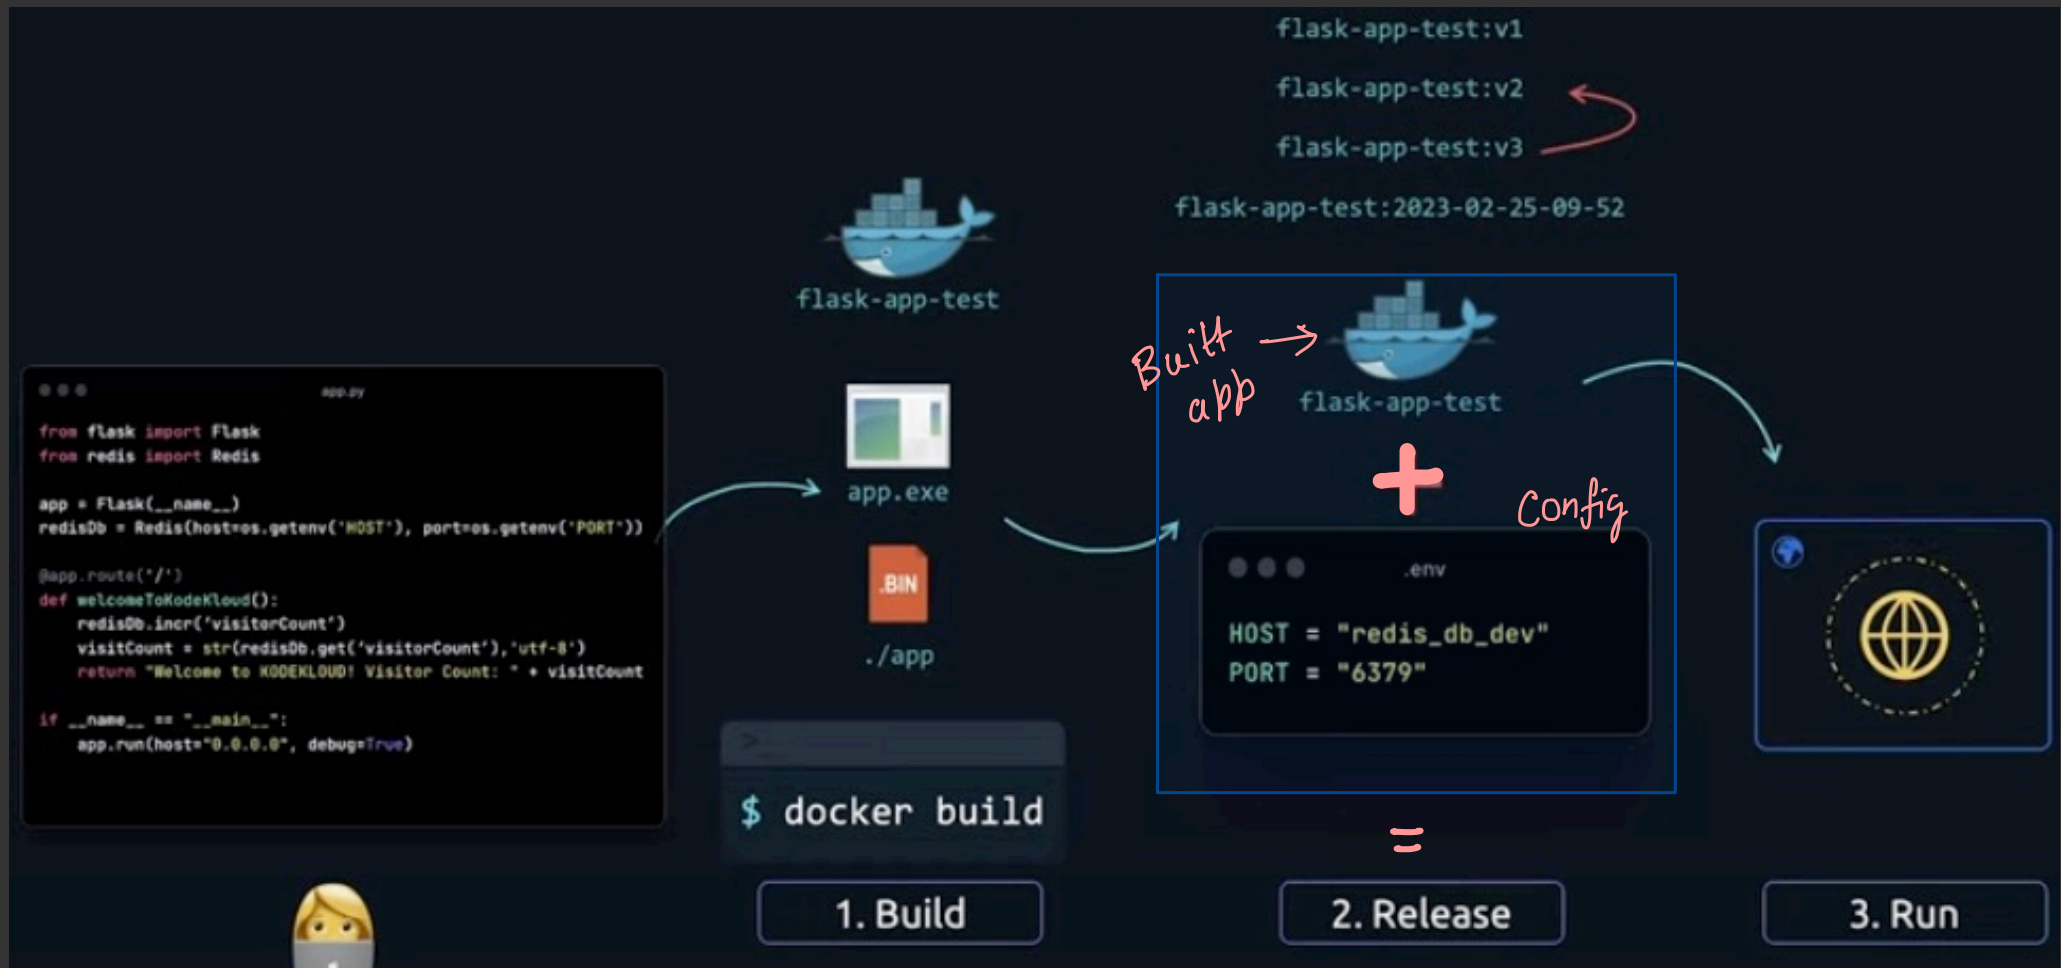 flask-app-test:v1
flask-app-test:v2
flask-app-test:v3
flask-app-test:2023-02-25-09-52
flask-app-test
app.py
from flask import Flask
from redis import Redis
app = Flask(__name__)
redisDb = Redis(host=os.getenv('HOST'), port=os.getenv('PORT'))
@app.route('/')
def welcomeToKodeKloud():
    redisDb.incr('visitorCount')
    visitCount = str(redisDb.get('visitorCount'),'utf-8')
    return "Welcome to KODEKLOUD! Visitor Count: " + visitCount
if __name__ == "__main__":
    app.run(host="0.0.0.0", debug=True)
app.exe
.BIN
./app
>_
$ docker build
Built →
app
flask-app-test
+
Config
.env
HOST = "redis_db_dev"
PORT = "6379"
=
1. Build
2. Release
3. Run